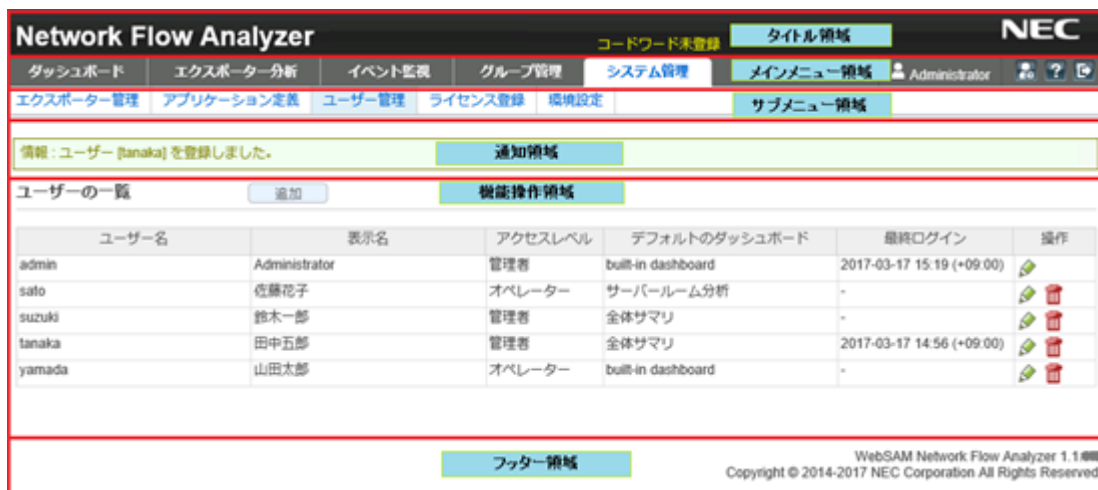 Network Flow Analyzer コードワード未登録 タイトル領域 NEC
ダッシュボード エクスポーター分析 イベント監視 グループ管理 システム管理 メインメニュー領域 Administrator ?
エクスポーター管理 アプリケーション定義 ユーザー管理 ライセンス登録 環境設定 サブメニュー領域
情報 : ユーザー [tanaka] を登録しました。 通知領域
ユーザーの一覧 追加 機能操作領域
ユーザー名 表示名 アクセスレベル デフォルトのダッシュボード 最終ログイン 操作
admin Administrator 管理者 built-in dashboard 2017-03-17 15:19 (+09:00)
sato 佐藤花子 オペレーター サーバールーム分析 -
suzuki 鈴木一郎 管理者 全体サマリ -
tanaka 田中五郎 管理者 全体サマリ 2017-03-17 14:56 (+09:00)
yamada 山田太郎 オペレーター built-in dashboard -
フッター領域 WebSAM Network Flow Analyzer 1.1
Copyright © 2014-2017 NEC Corporation All Rights Reserved